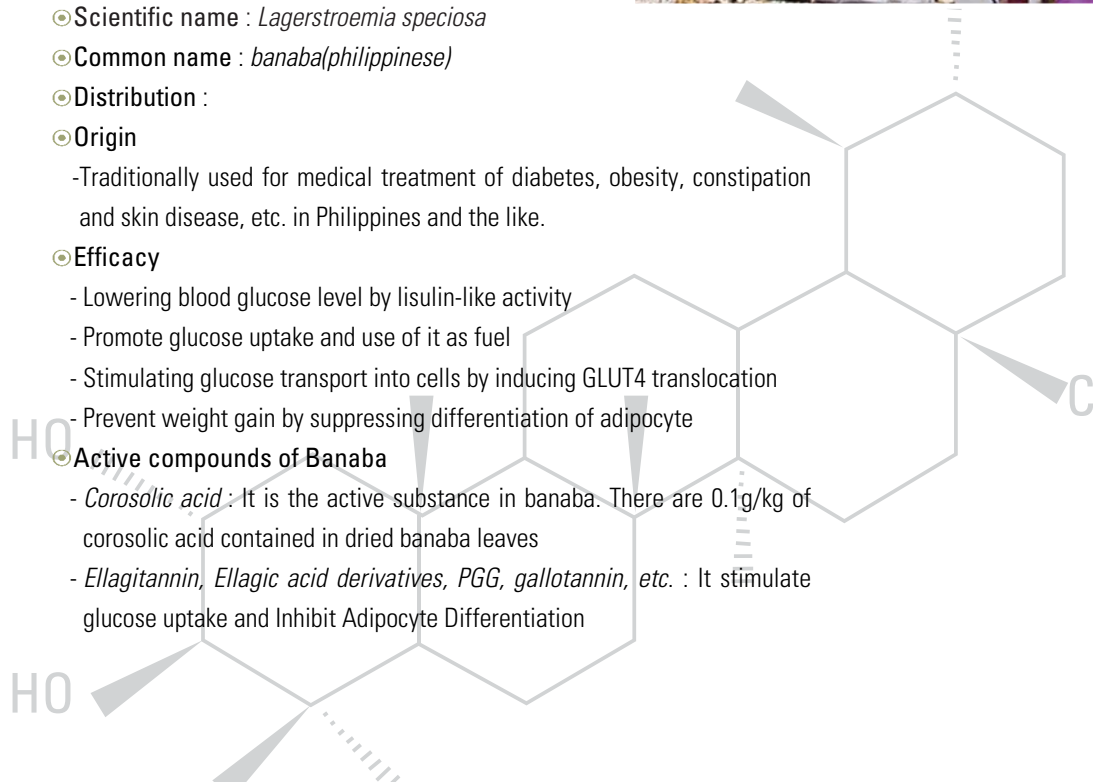 Scientific name : Lagerstroemia speciosa
Common name : banaba(philippinese)
Distribution :
Origin
-Traditionally used for medical treatment of diabetes, obesity, constipation
and skin disease, etc. in Philippines and the like.
Efficacy
- Lowering blood glucose level by lisulin-like activity
- Promote glucose uptake and use of it as fuel
- Stimulating glucose transport into cells by inducing GLUT4 translocation
- Prevent weight gain by suppressing differentiation of adipocyte
HO
Active compounds of Banaba
- Corosolic acid : It is the active substance in banaba. There are 0.1g/kg of
corosolic acid contained in dried banaba leaves
- Ellagitannin, Ellagic acid derivatives, PGG, gallotannin, etc. : It stimulate
glucose uptake and Inhibit Adipocyte Differentiation
HO
C